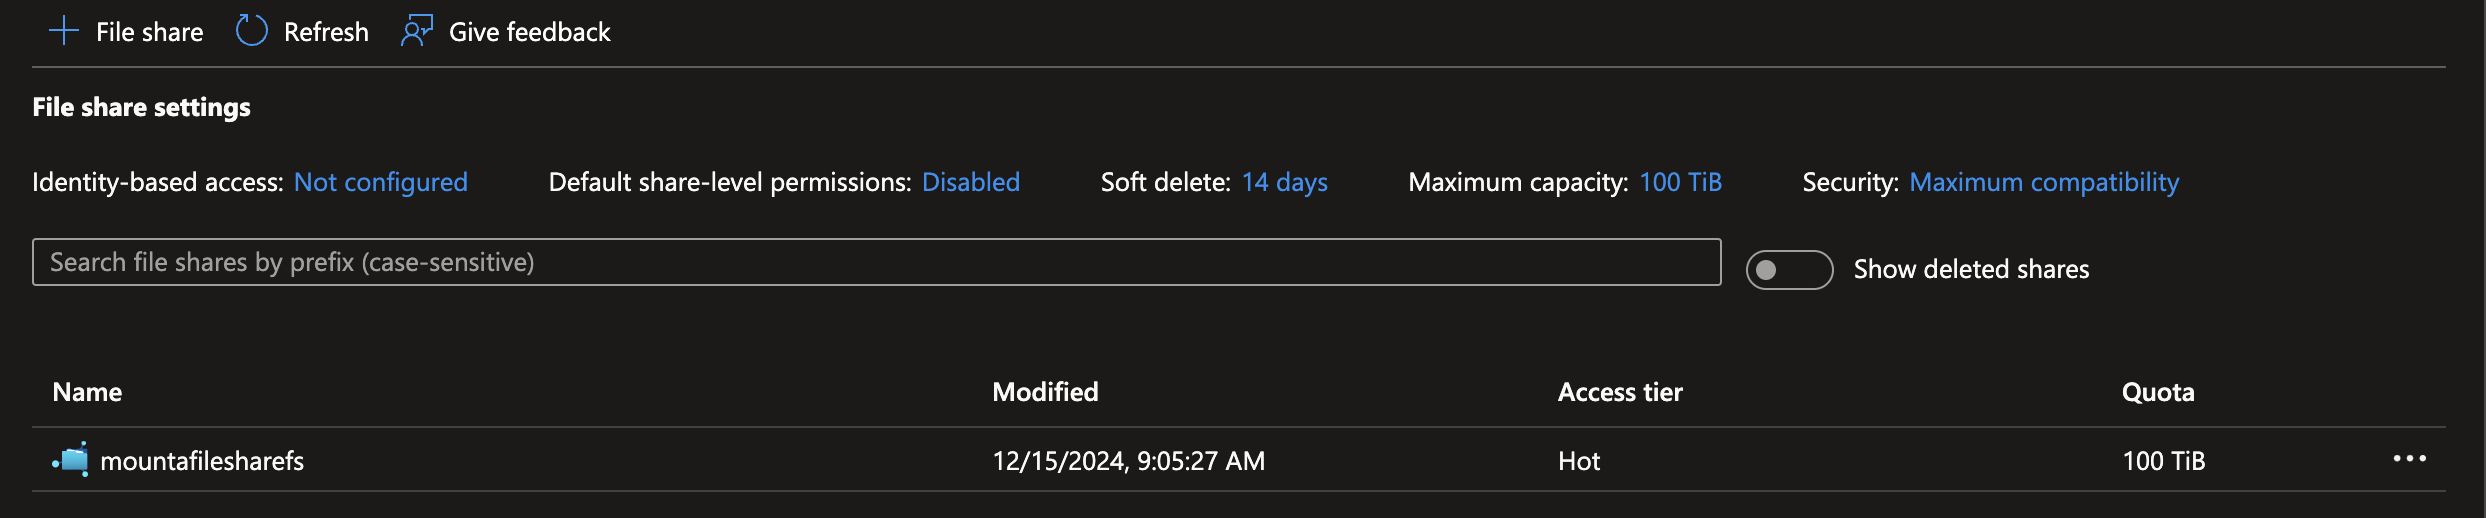 File share Refresh Give feedback
File share settings
Identity-based access: Not configured Default share-level permissions: Disabled Soft delete: 14 days Maximum capacity: 100 TiB Security: Maximum compatibility
Search file shares by prefix (case-sensitive) Show deleted shares
Name Modified Access tier Quota
mountafilesharefs 12/15/2024, 9:05:27 AM Hot 100 TiB